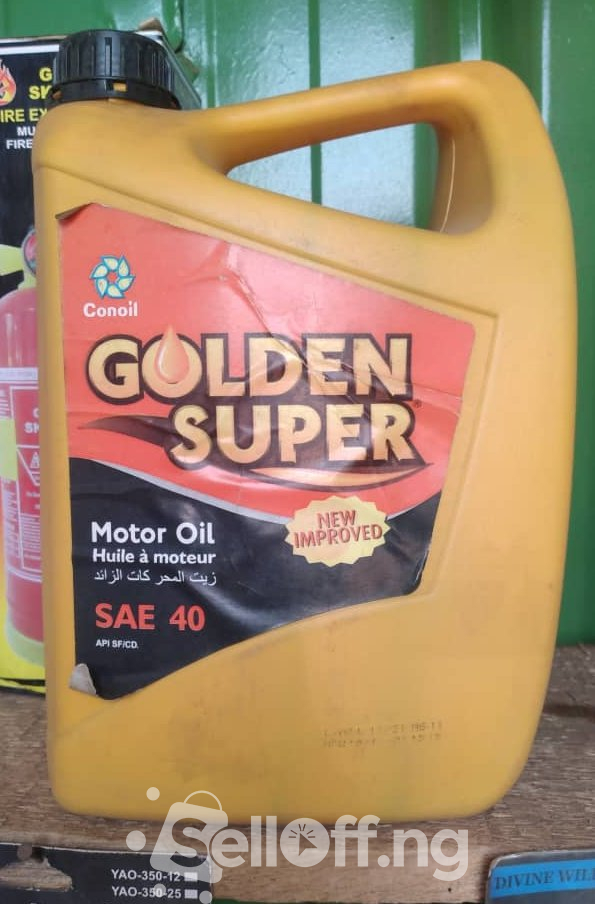 Conoil
GOLDEN
SUPER®
NEW
IMPROVED
Motor Oil
Huile à moteur
زيت المحر كات الزائد
SAE 40
API SF/CD.
SellOff.ng
YAO-350-12
YAO-350-25
DIVINE WILL